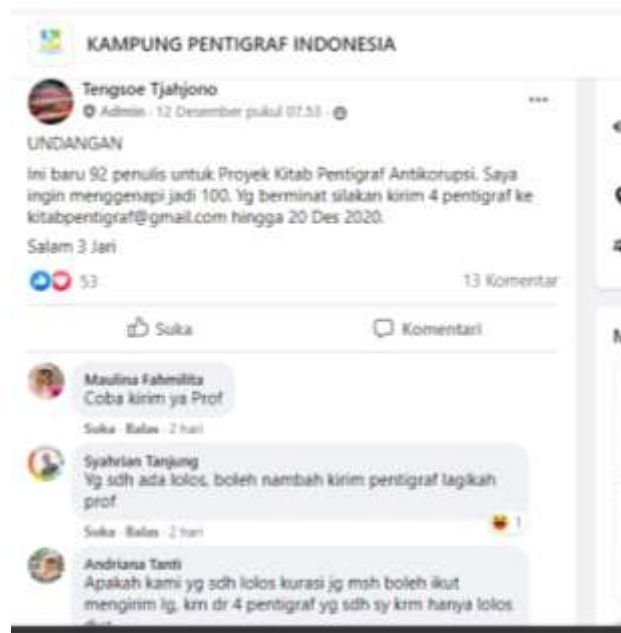 KAMPUNG PENTIGRAF INDONESIA
Tengsoe Tjahjono
Admin · 12 Desember pukul 07.53 ·
UNDANGAN
Ini baru 92 penulis untuk Proyek Kitab Pentigraf Antikorupsi. Saya
ingin menggenapi jadi 100. Yg berminat silakan kirim 4 pentigraf ke
kitabpentigraf@gmail.com hingga 20 Des 2020.
Salam 3 Jari
53
13 Komentar
Suka
Komentari
Maulina Fahmilita
Coba kirim ya Prof
Suka · Balas · 2 hari
Syahrian Tanjung
Yg sdh ada lolos, boleh nambah kirim pentigraf lagikah
prof
1
Suka · Balas · 2 hari
Andriana Tanti
Apakah kami yg sdh lolos kurasi jg msh boleh ikut
mengirim lg, krn dr 4 pentigraf yg sdh sy krm hanya lolos